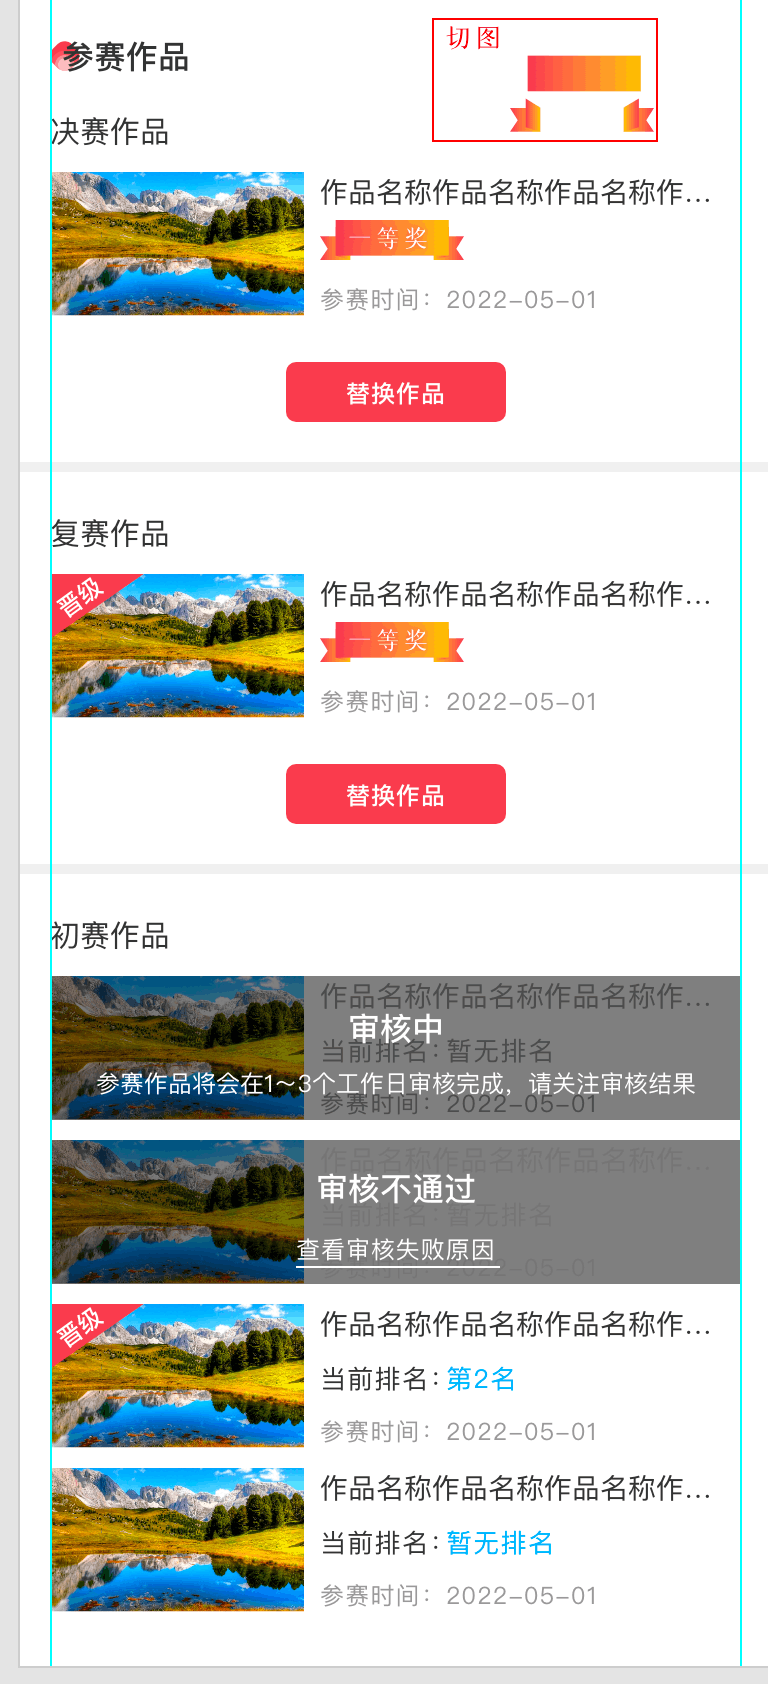 参赛作品
切图
决赛作品
作品名称作品名称作品名称作...
一等奖
参赛时间：2022-05-01
替换作品
复赛作品
晋级
作品名称作品名称作品名称作...
一等奖
参赛时间：2022-05-01
替换作品
初赛作品
作品名称作品名称作品名称作...
审核中
当前排名：暂无排名
参赛作品将会在1~3个工作日审核完成，请关注审核结果
参赛时间：2022-05-01
作品名称作品名称作品名称作...
审核不通过
当前排名：暂无排名
查看审核失败原因
晋级
作品名称作品名称作品名称作...
当前排名：第2名
参赛时间：2022-05-01
作品名称作品名称作品名称作...
当前排名：暂无排名
参赛时间：2022-05-01